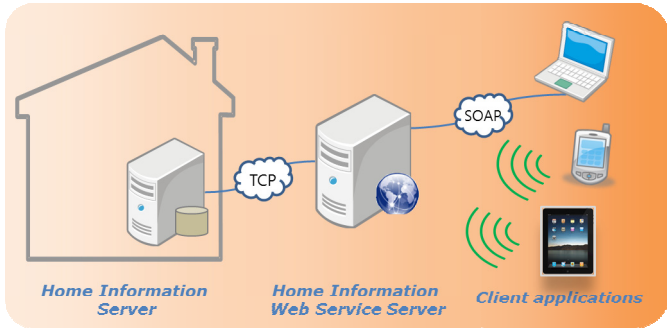 SOAP
TCP
Home Information
Server
Home Information
Web Service Server
Client applications